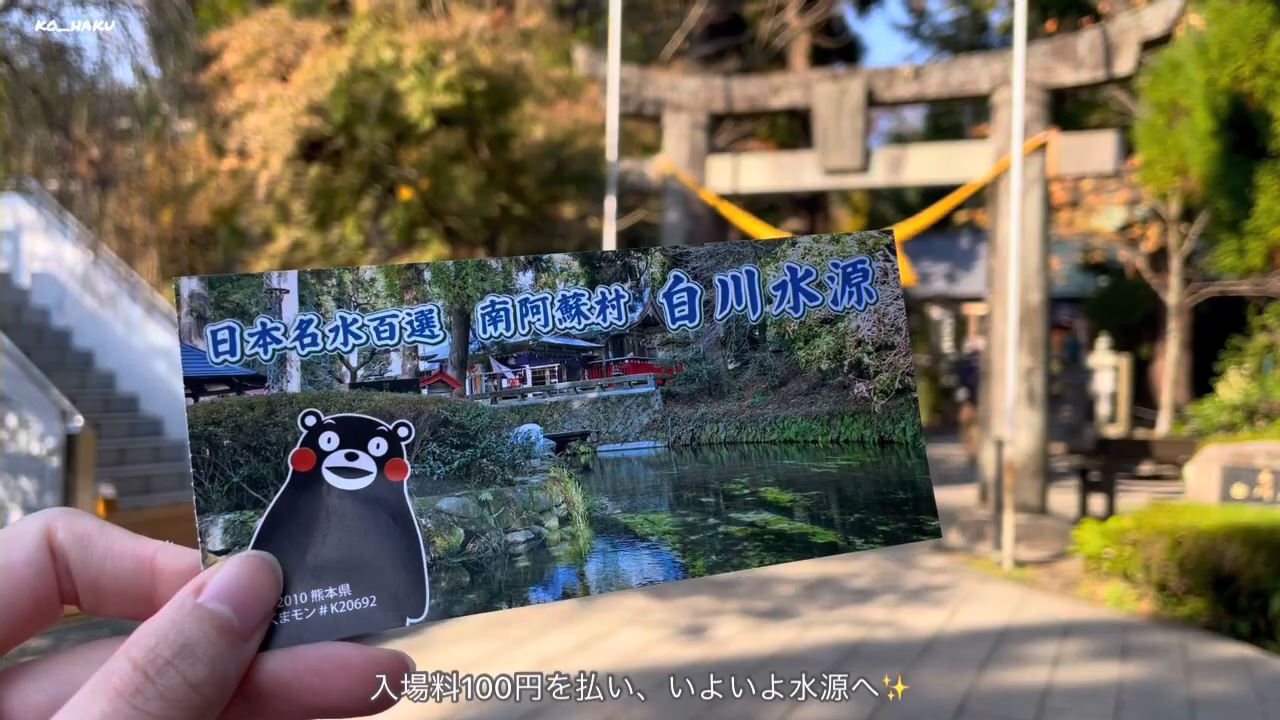 KO_HAKU
日本名水百選 南阿蘇村 白川水源
2010 熊本県
くまモン#K20692
入場料100円を払い、いよいよ水源へ✨